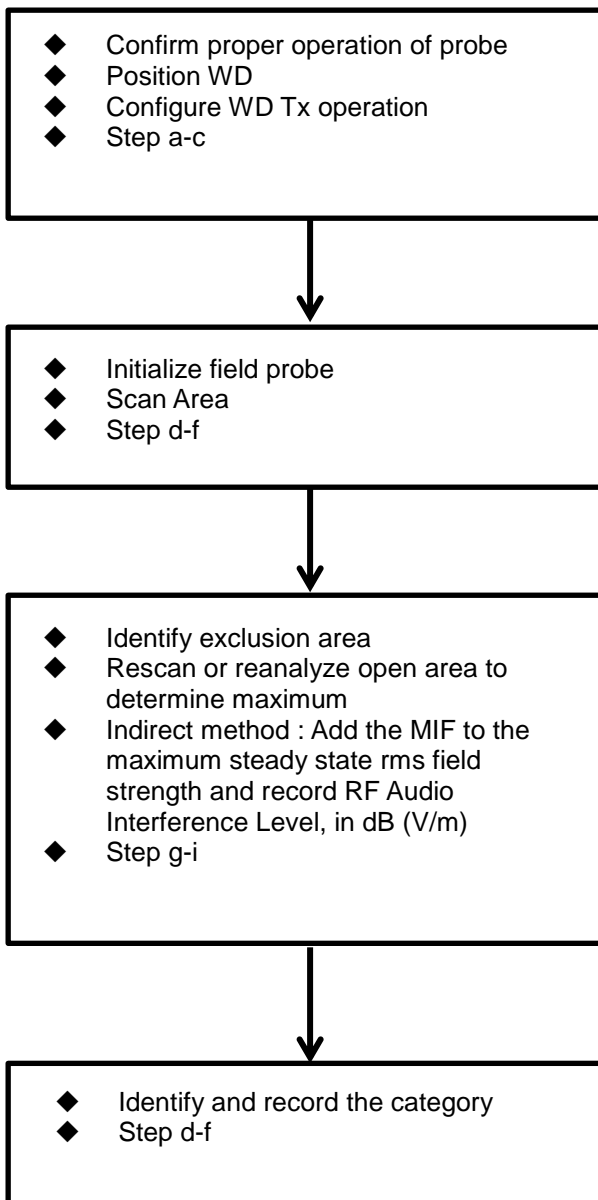 ◆ Confirm proper operation of probe
◆ Position WD
◆ Configure WD Tx operation
◆ Step a-c
◆ Initialize field probe
◆ Scan Area
◆ Step d-f
◆ Identify exclusion area
◆ Rescan or reanalyze open area to
determine maximum
◆ Indirect method : Add the MIF to the
maximum steady state rms field
strength and record RF Audio
Interference Level, in dB (V/m)
◆ Step g-i
◆ Identify and record the category
◆ Step d-f